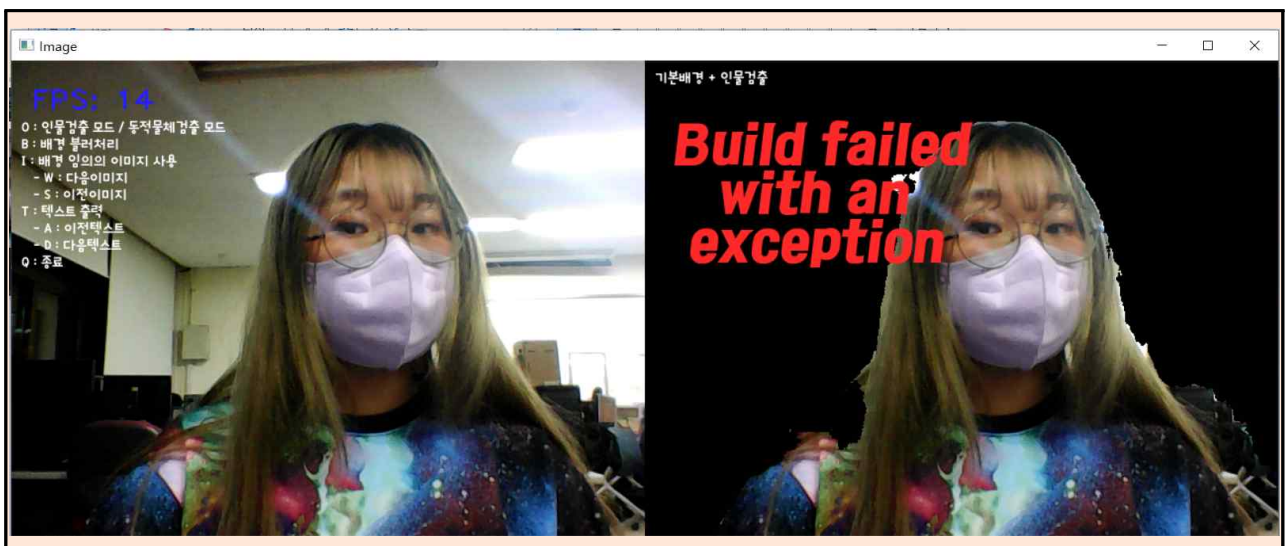 Image
FPS: 14
O : 인물검출 모드 / 동적물체검출 모드
B : 배경 블러처리
I : 배경 임의의 이미지 사용
- W : 다음이미지
- S : 이전이미지
T : 텍스트 출력
- A : 이전텍스트
- D : 다음텍스트
Q : 종료
기본배경 + 인물검출
Build failed
with an
exception